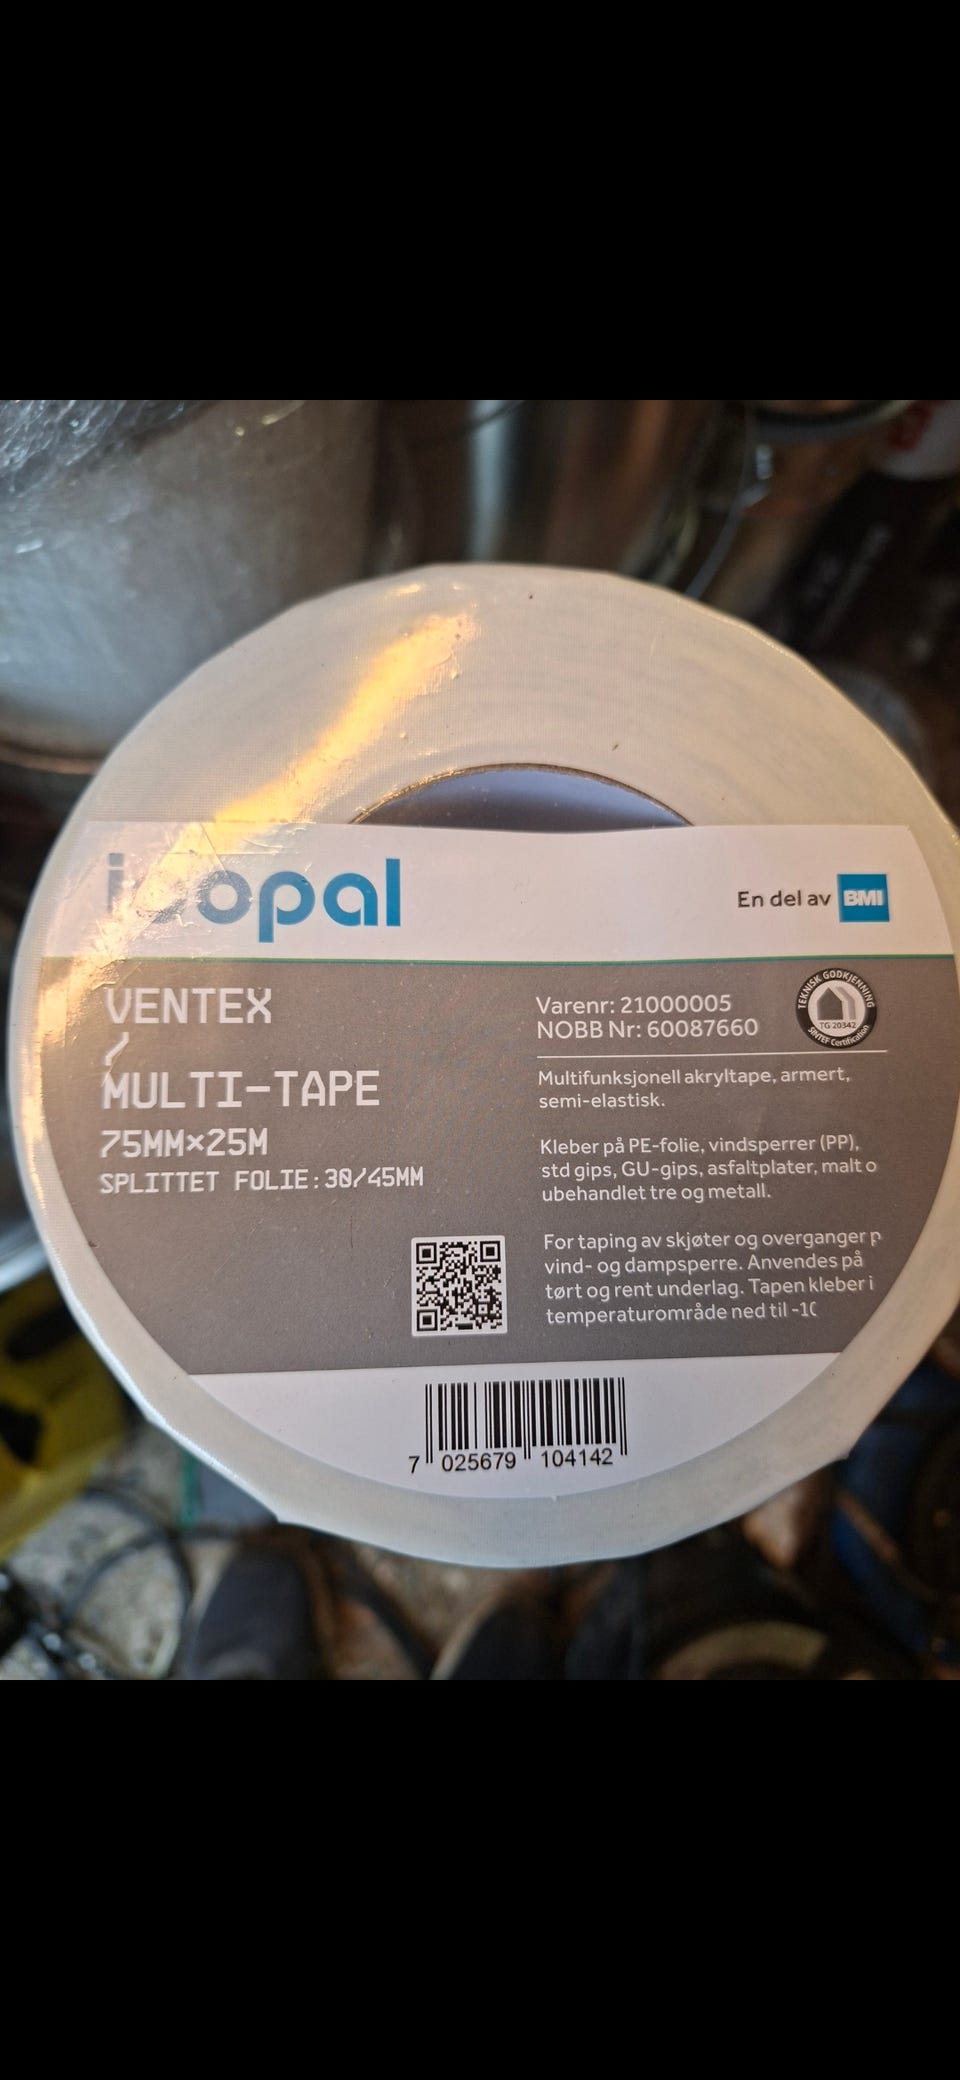 icopal
En del av BMI
VENTEX
/
MULTI-TAPE
75MM×25M
SPLITTET FOLIE:30/45MM
Varenr: 21000005
NOBB Nr: 60087660
TEKNISK GODKJENNING
TG 20342
SINTEF Certification
Multifunksjonell akryltape, armert,
semi-elastisk.
Kleber på PE-folie, vindsperrer (PP),
std gips, GU-gips, asfaltplater, malt o
ubehandlet tre og metall.
For taping av skjøter og overganger p
vind- og dampsperre. Anvendes på
tørt og rent underlag. Tapen kleber i
temperaturområde ned til -10
7 025679 104142